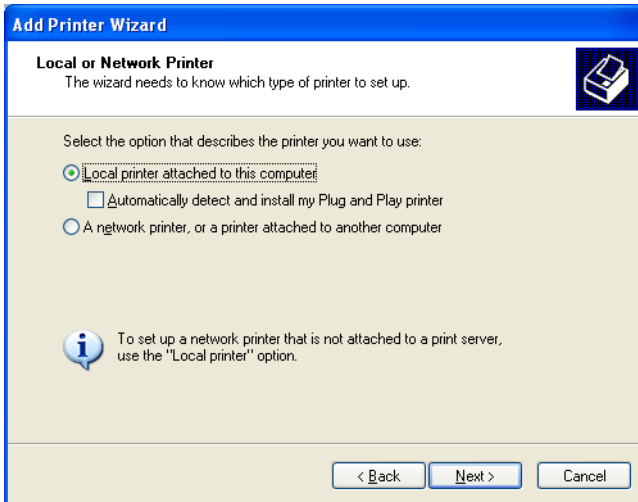 Add Printer Wizard
Local or Network Printer
The wizard needs to know which type of printer to set up.
Select the option that describes the printer you want to use:
Local printer attached to this computer
Automatically detect and install my Plug and Play printer
A network printer, or a printer attached to another computer
To set up a network printer that is not attached to a print server,
use the "Local printer" option.
< Back Next > Cancel